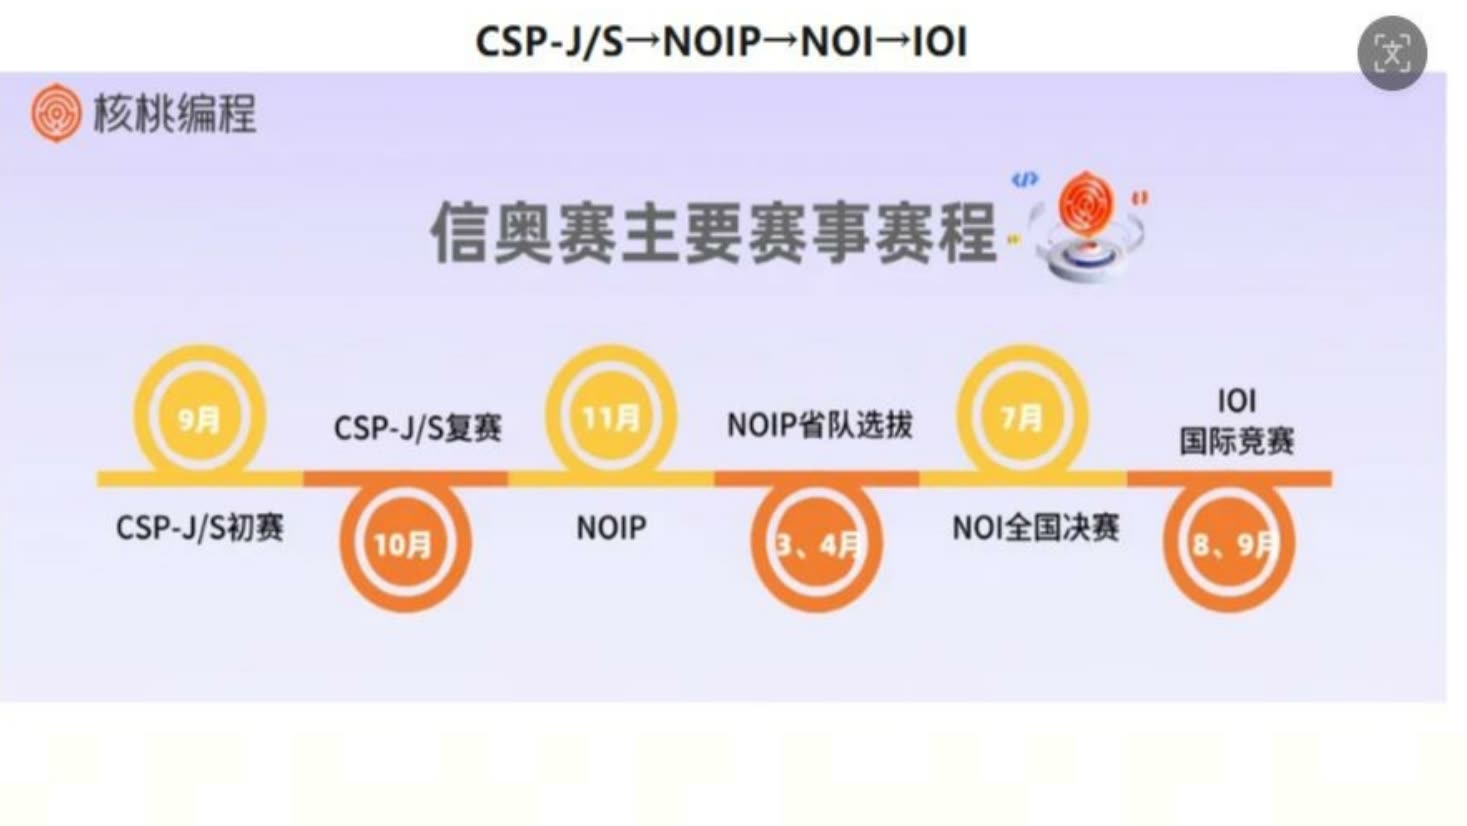 CSP-J/S→NOIP→NOI→IOI
文
核桃编程
信奥赛主要赛事赛程
</>
9月
CSP-J/S复赛
11月
NOIP省队选拔
7月
IOI
国际竞赛
CSP-J/S初赛
10月
NOIP
3、4月
NOI全国决赛
8、9月